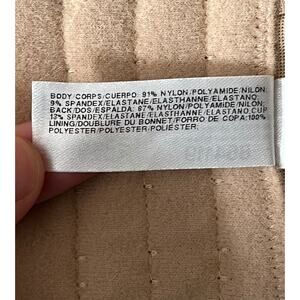 BODY/CORPS/CUERPO: 91% NYLON/POLYAMIDE/NILON;
9% SPANDEX/ELASTANE/ELASTHANNE/ELASTANO;
BACK/DOS/ESPALDA: 87% NYLON/POLYAMIDE/NILON;
13% SPANDEX/ELASTANE/ELASTHANNE/ELASTANO.CUP
LINING/DOUBLURE DU BONNET/FORRO DE COPA:100%
POLYESTER/POLYESTER/POLIESTER;